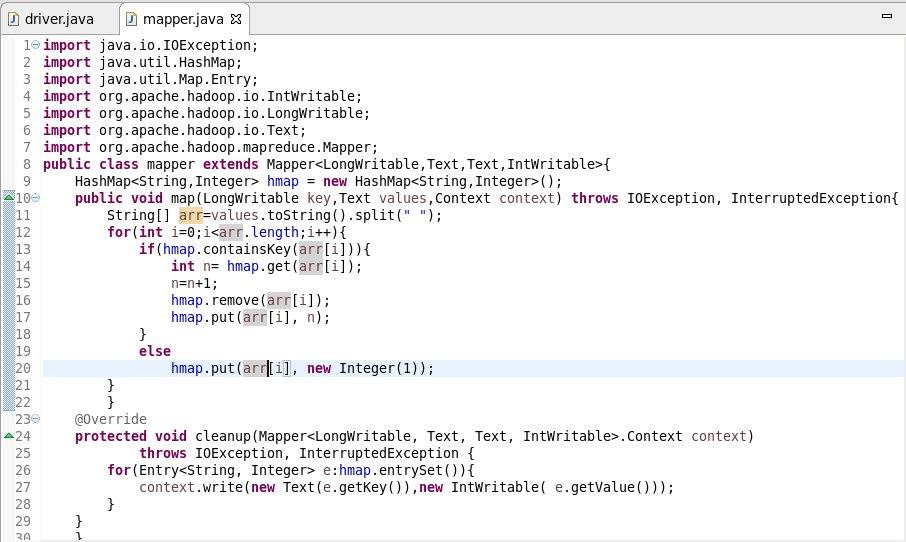 driver.java mapper.java
1 import java.io.IOException;
2 import java.util.HashMap;
3 import java.util.Map.Entry;
4 import org.apache.hadoop.io.IntWritable;
5 import org.apache.hadoop.io.LongWritable;
6 import org.apache.hadoop.io.Text;
7 import org.apache.hadoop.mapreduce.Mapper;
8 public class mapper extends Mapper<LongWritable,Text,Text,IntWritable>{
9     HashMap<String,Integer> hmap = new HashMap<String,Integer>();
10     public void map(LongWritable key,Text values,Context context) throws IOException, InterruptedException{
11         String[] arr=values.toString().split(" ");
12         for(int i=0;i<arr.length;i++){
13             if(hmap.containsKey(arr[i])){
14                 int n= hmap.get(arr[i]);
15                 n=n+1;
16                 hmap.remove(arr[i]);
17                 hmap.put(arr[i], n);
18             }
19             else
20                 hmap.put(arr[i], new Integer(1));
21         }
22         }
23     @Override
24     protected void cleanup(Mapper<LongWritable, Text, Text, IntWritable>.Context context)
25             throws IOException, InterruptedException {
26         for(Entry<String, Integer> e:hmap.entrySet()){
27             context.write(new Text(e.getKey()),new IntWritable( e.getValue()));
28         }
29     }
30     }